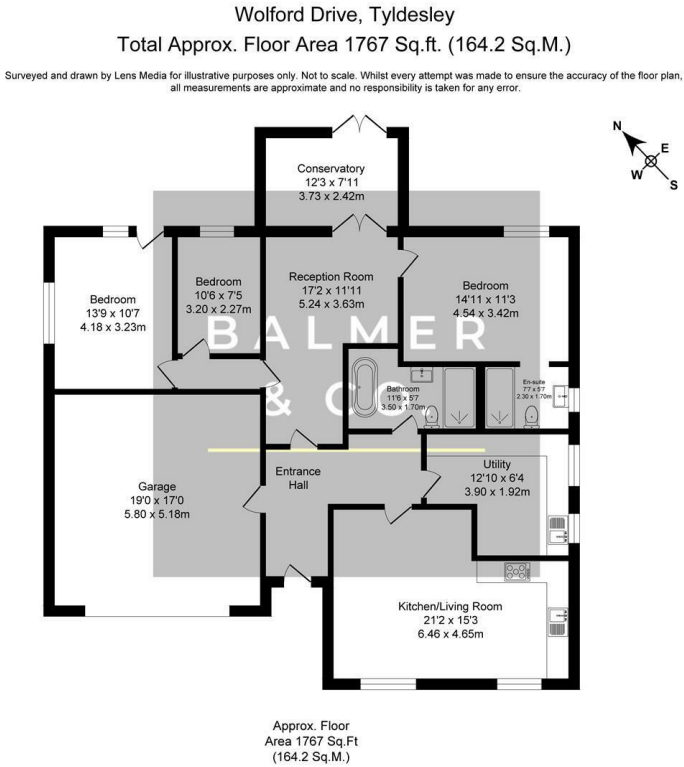 Wolford Drive, Tyldesley
Total Approx. Floor Area 1767 Sq.ft. (164.2 Sq.M.)
Surveyed and drawn by Lens Media for illustrative purposes only. Not to scale. Whilst every attempt was made to ensure the accuracy of the floor plan,
all measurements are approximate and no responsibility is taken for any error.
N
E
W
S
Conservatory
12'3 x 7'11
3.73 x 2.42m
Bedroom
13'9 x 10'7
4.18 x 3.23m
Bedroom
10'6 x 7'5
3.20 x 2.27m
Reception Room
17'2 x 11'11
5.24 x 3.63m
Bedroom
14'11 x 11'3
4.54 x 3.42m
BALMER
& CO.
Bathroom
11'6 x 5'7
3.50 x 1.70m
En-suite
7'7 x 5'7
2.30 x 1.70m
Garage
19'0 x 17'0
5.80 x 5.18m
Entrance
Hall
Utility
12'10 x 6'4
3.90 x 1.92m
Kitchen/Living Room
21'2 x 15'3
6.46 x 4.65m
Approx. Floor
Area 1767 Sq.Ft
(164.2 Sq.M.)